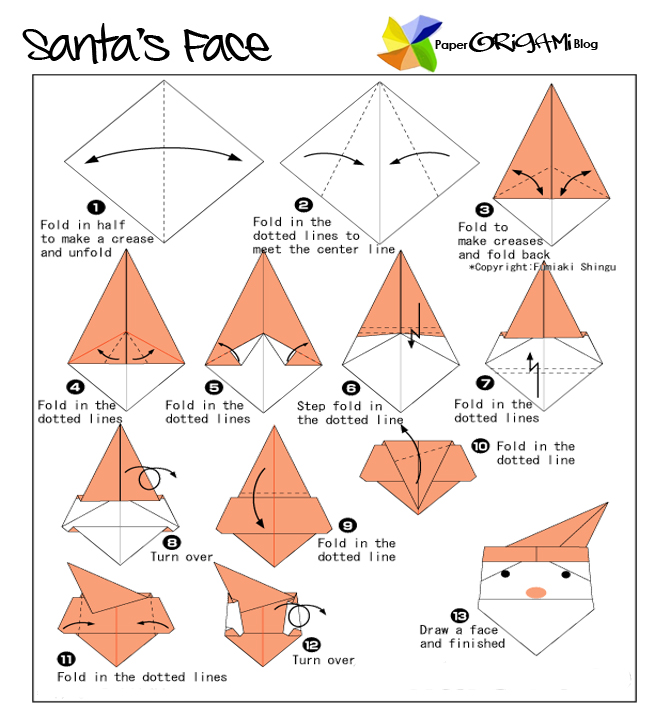 Santa's Face
Paper ORiGAMi Blog
1
Fold in half
to make a crease
and unfold
2
Fold in the
dotted lines to
meet the center line
3
Fold to
make creases
and fold back
*Copyright:Fumiaki Shingu
4
Fold in the
dotted lines
5
Fold in the
dotted lines
6
Step fold in
the dotted line
7
Fold in the
dotted lines
8
Turn over
9
Fold in the
dotted line
10 Fold in the
dotted line
11
Fold in the dotted lines
12
Turn over
13
Draw a face
and finished